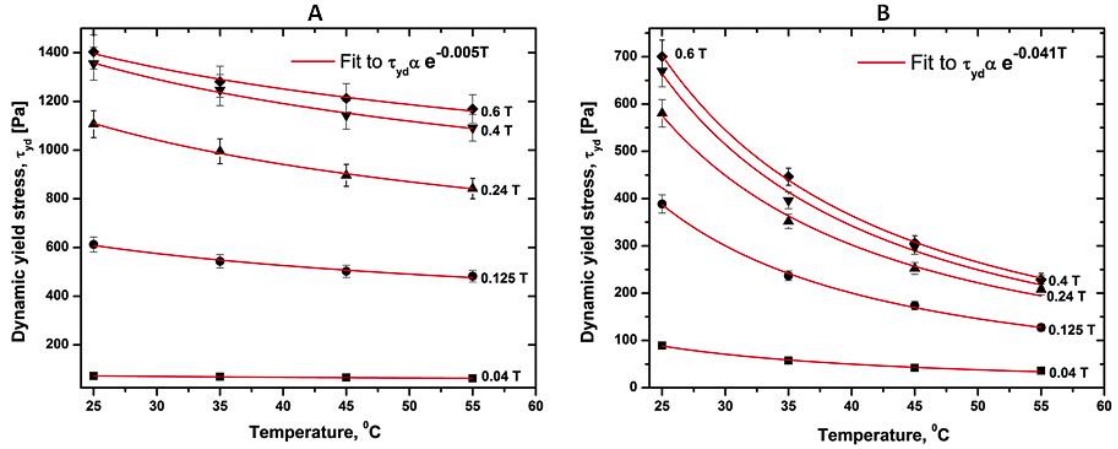 A
Fit to τyd α e^-0.005T
Dynamic yield stress, τyd [Pa]
1400
1200
1000
800
600
400
200
0.6 T
0.4 T
0.24 T
0.125 T
0.04 T
25 30 35 40 45 50 55 60
Temperature, ⁰C
B
Fit to τyd α e^-0.041T
Dynamic yield stress, τyd [Pa]
700
600
500
400
300
200
100
0
0.6 T
0.4 T
0.24 T
0.125 T
0.04 T
25 30 35 40 45 50 55 60
Temperature, ⁰C